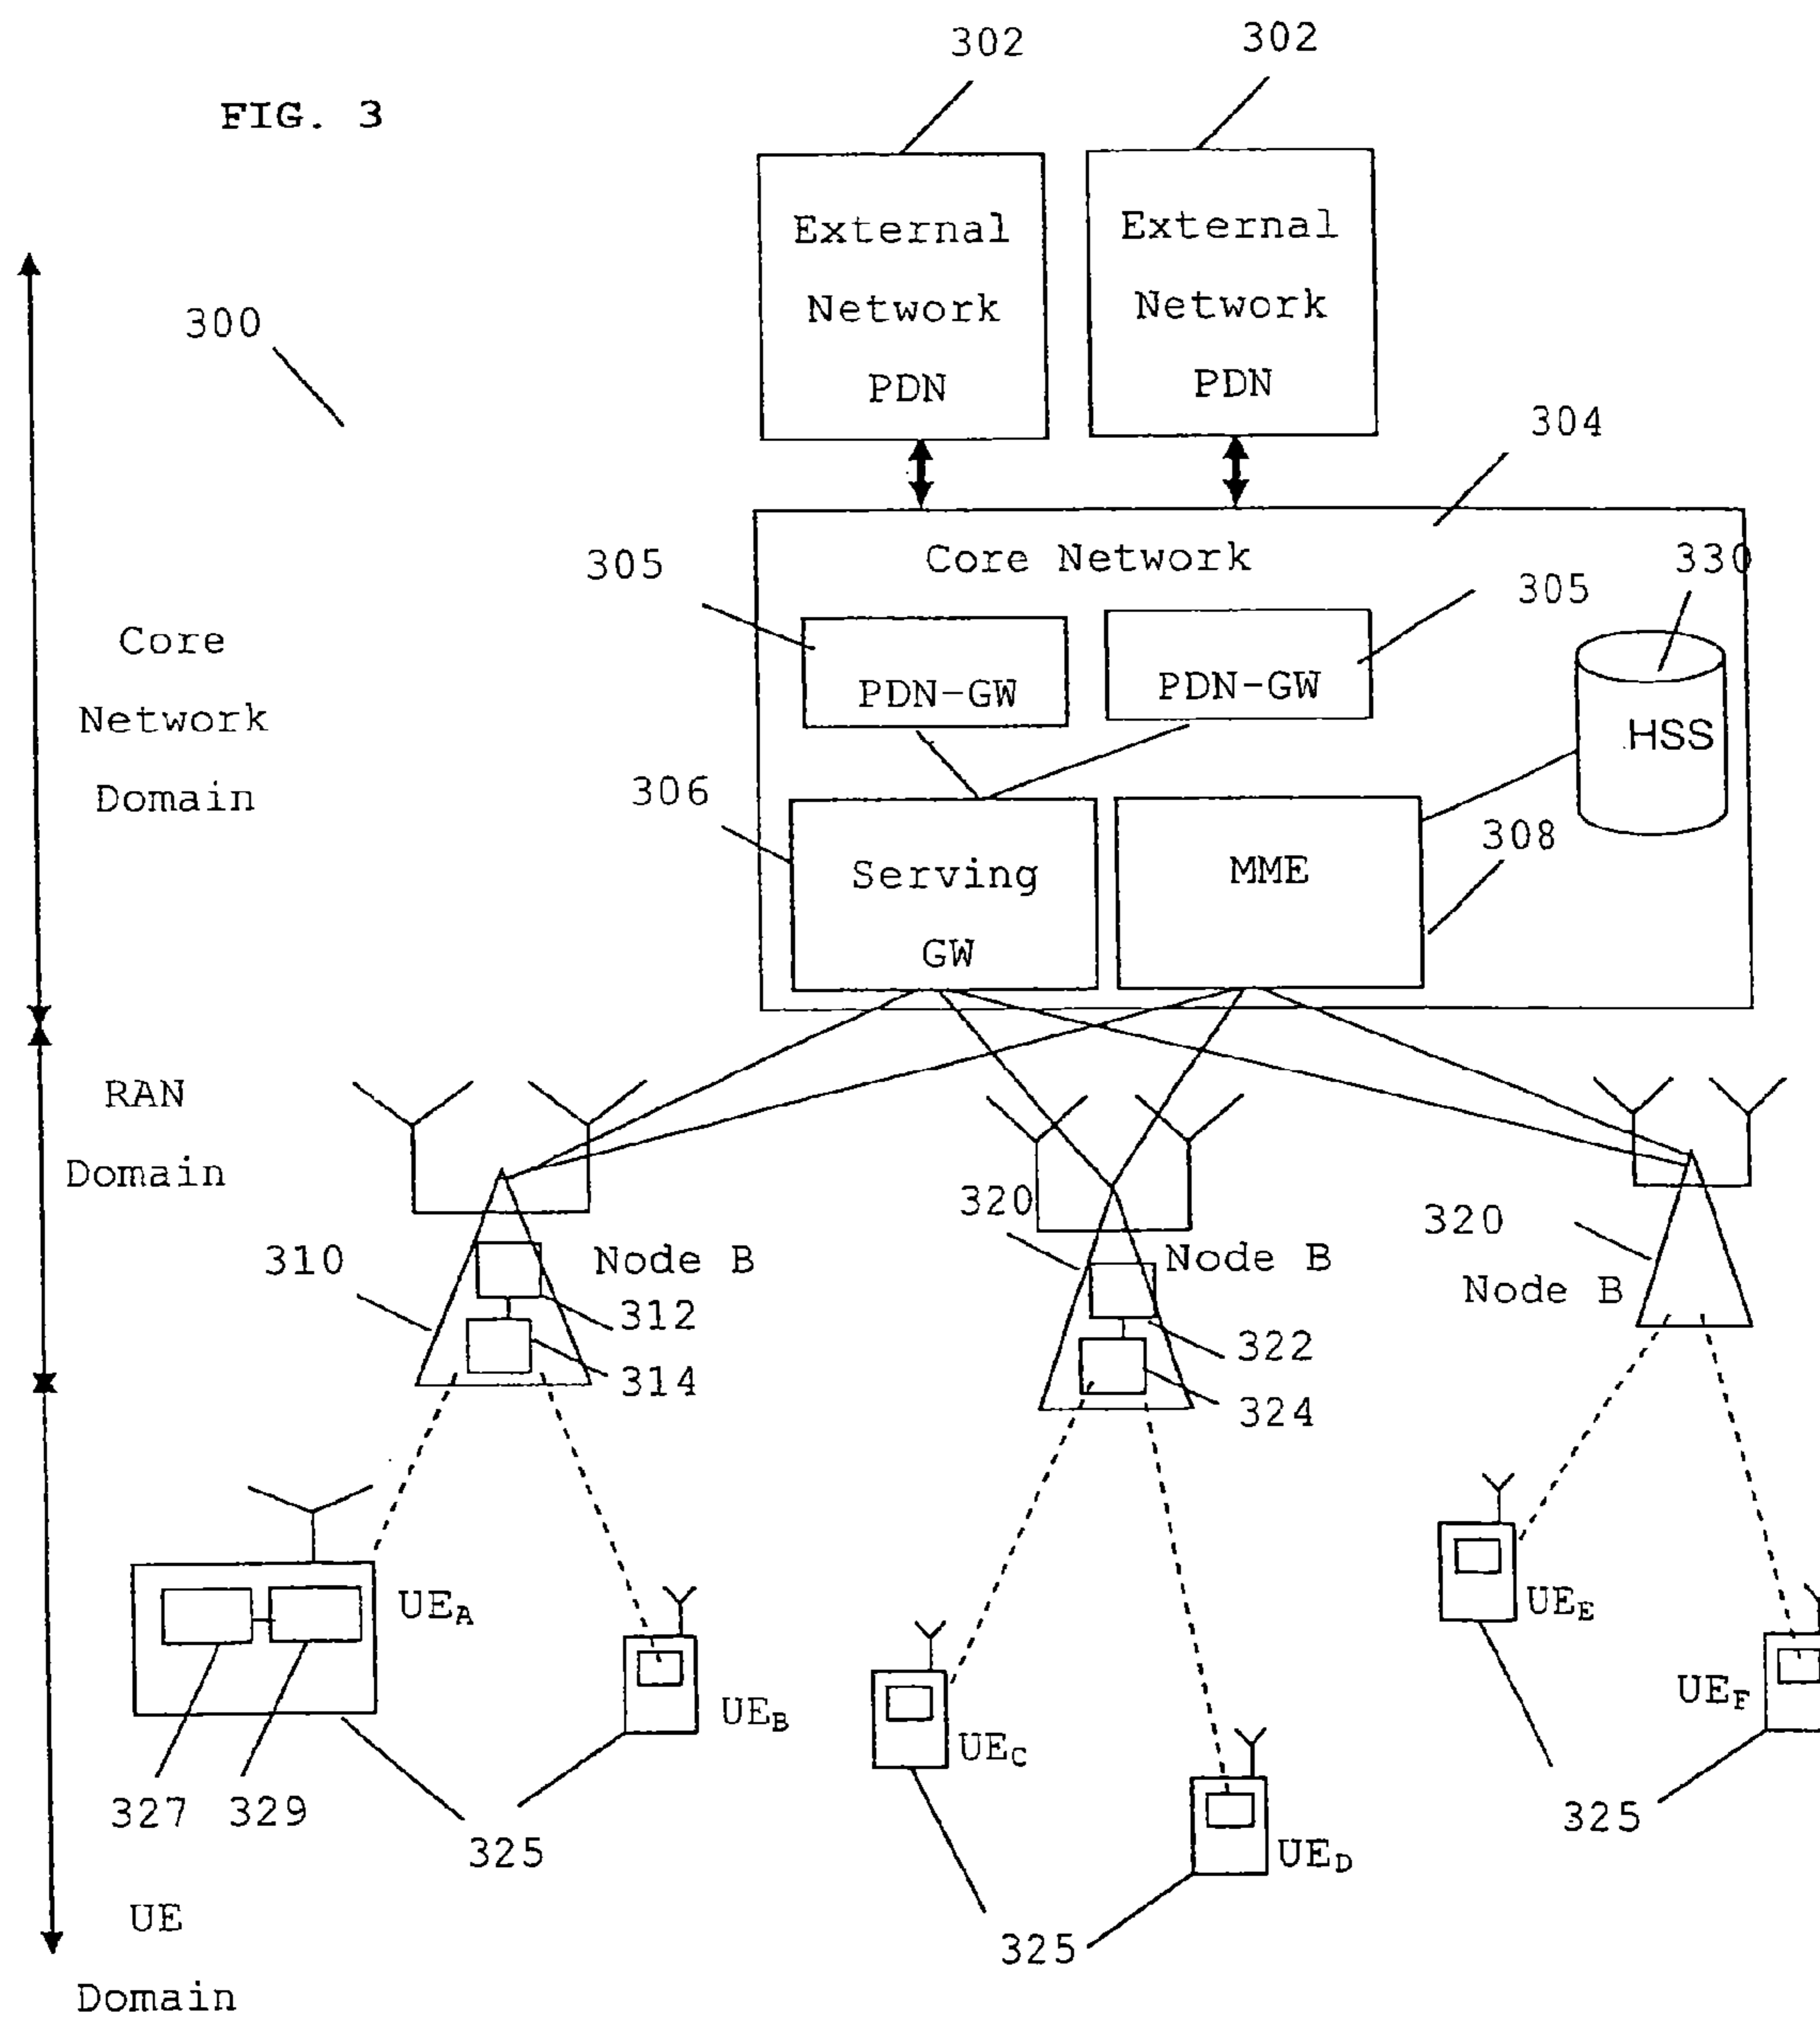 FIG. 3
302
302
External
Network
PDN
External
Network
PDN
300
304
Core Network
305
305
330
PDN-GW
PDN-GW
HSS
Core
Network
Domain
306
308
Serving
GW
MME
RAN
Domain
310
Node B
312
314
320
Node B
322
324
320
Node B
UEA
UEB
UEC
UED
UEE
UEF
327
329
325
325
325
UE
Domain